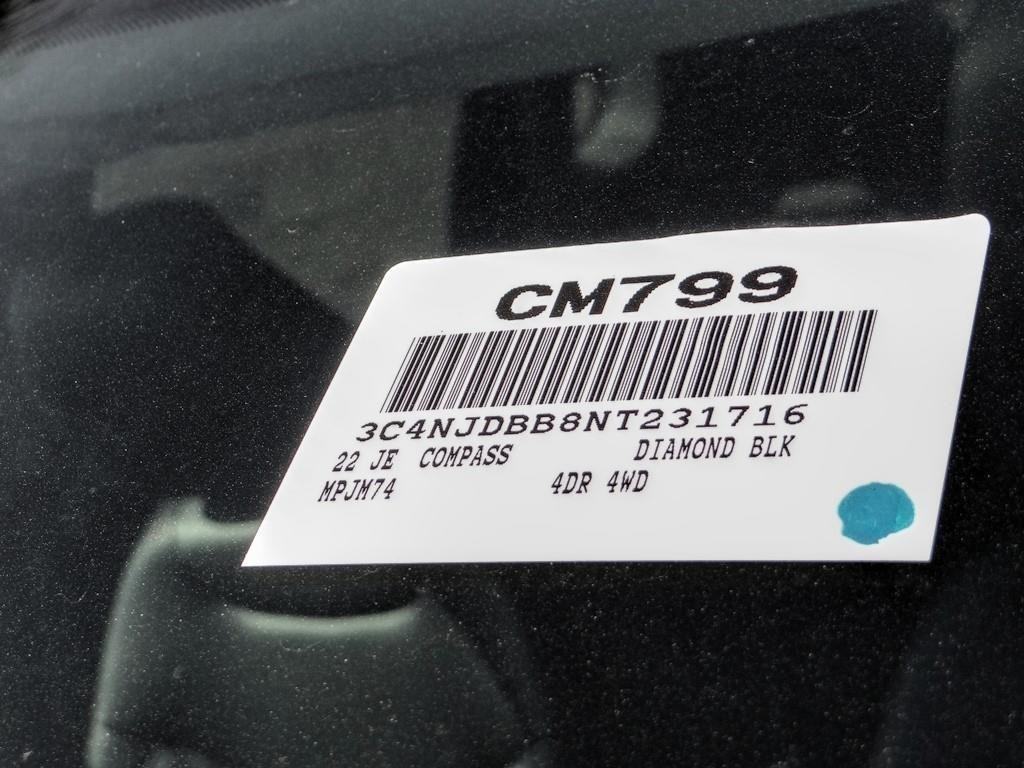 CM799
3C4NJDBB8NT231716
22 JE COMPASS DIAMOND BLK
MPJM74 4DR 4WD